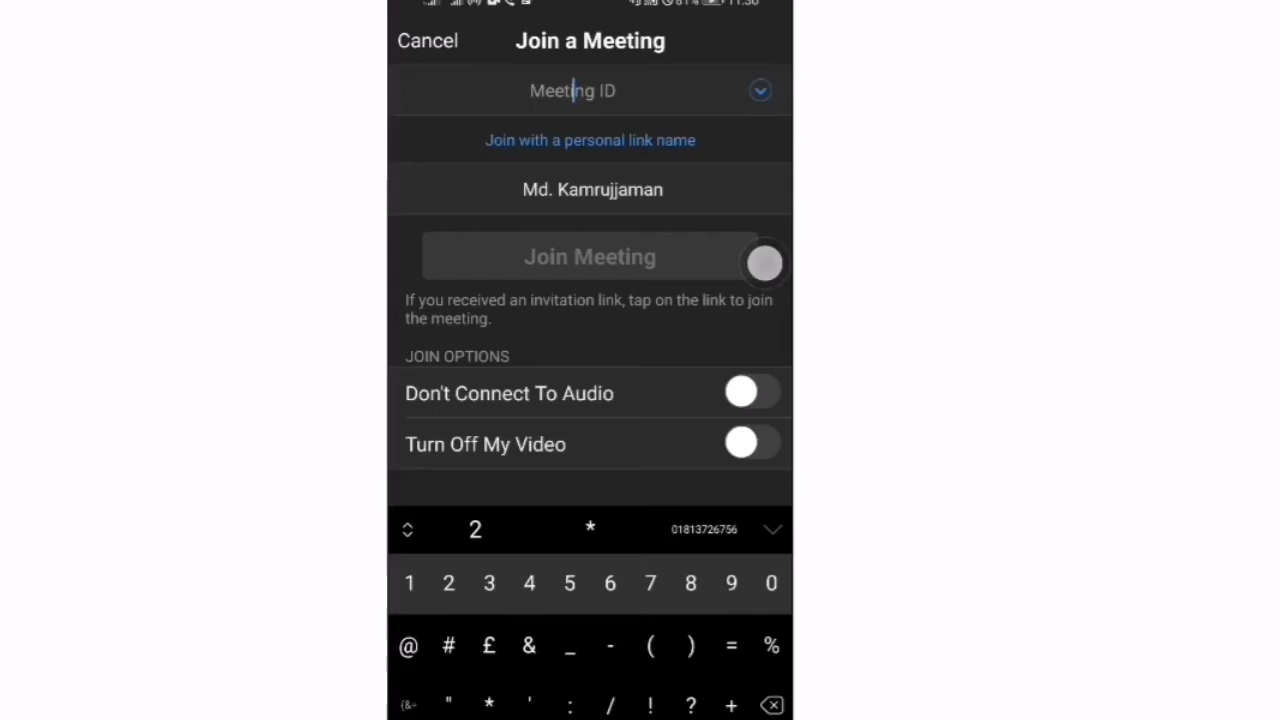 Cancel Join a Meeting
Meeting ID
Join with a personal link name
Md. Kamrujjaman
Join Meeting
If you received an invitation link, tap on the link to join
the meeting.
JOIN OPTIONS
Don't Connect To Audio
Turn Off My Video
2 * 01813726756
1 2 3 4 5 6 7 8 9 0
@ # £ & _ - ( ) = %
{&= " * ' : / ! ? +